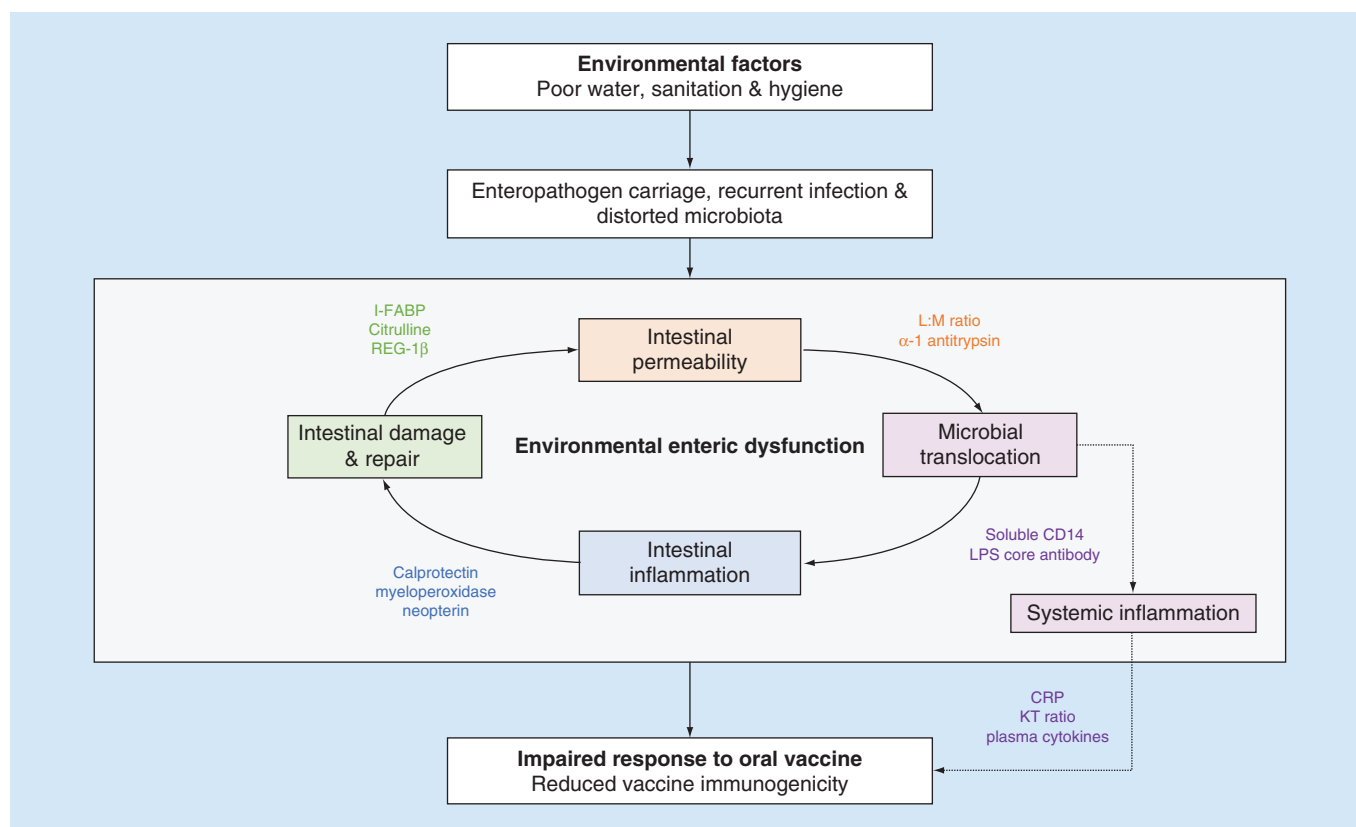 Environmental factors
Poor water, sanitation & hygiene
Enteropathogen carriage, recurrent infection &
distorted microbiota
I-FABP
Citrulline
REG-1β
Intestinal
permeability
L:M ratio
α-1 antitrypsin
Intestinal damage
& repair
Environmental enteric dysfunction
Microbial
translocation
Calprotectin
myeloperoxidase
neopterin
Intestinal
inflammation
Soluble CD14
LPS core antibody
Systemic inflammation
CRP
KT ratio
plasma cytokines
Impaired response to oral vaccine
Reduced vaccine immunogenicity